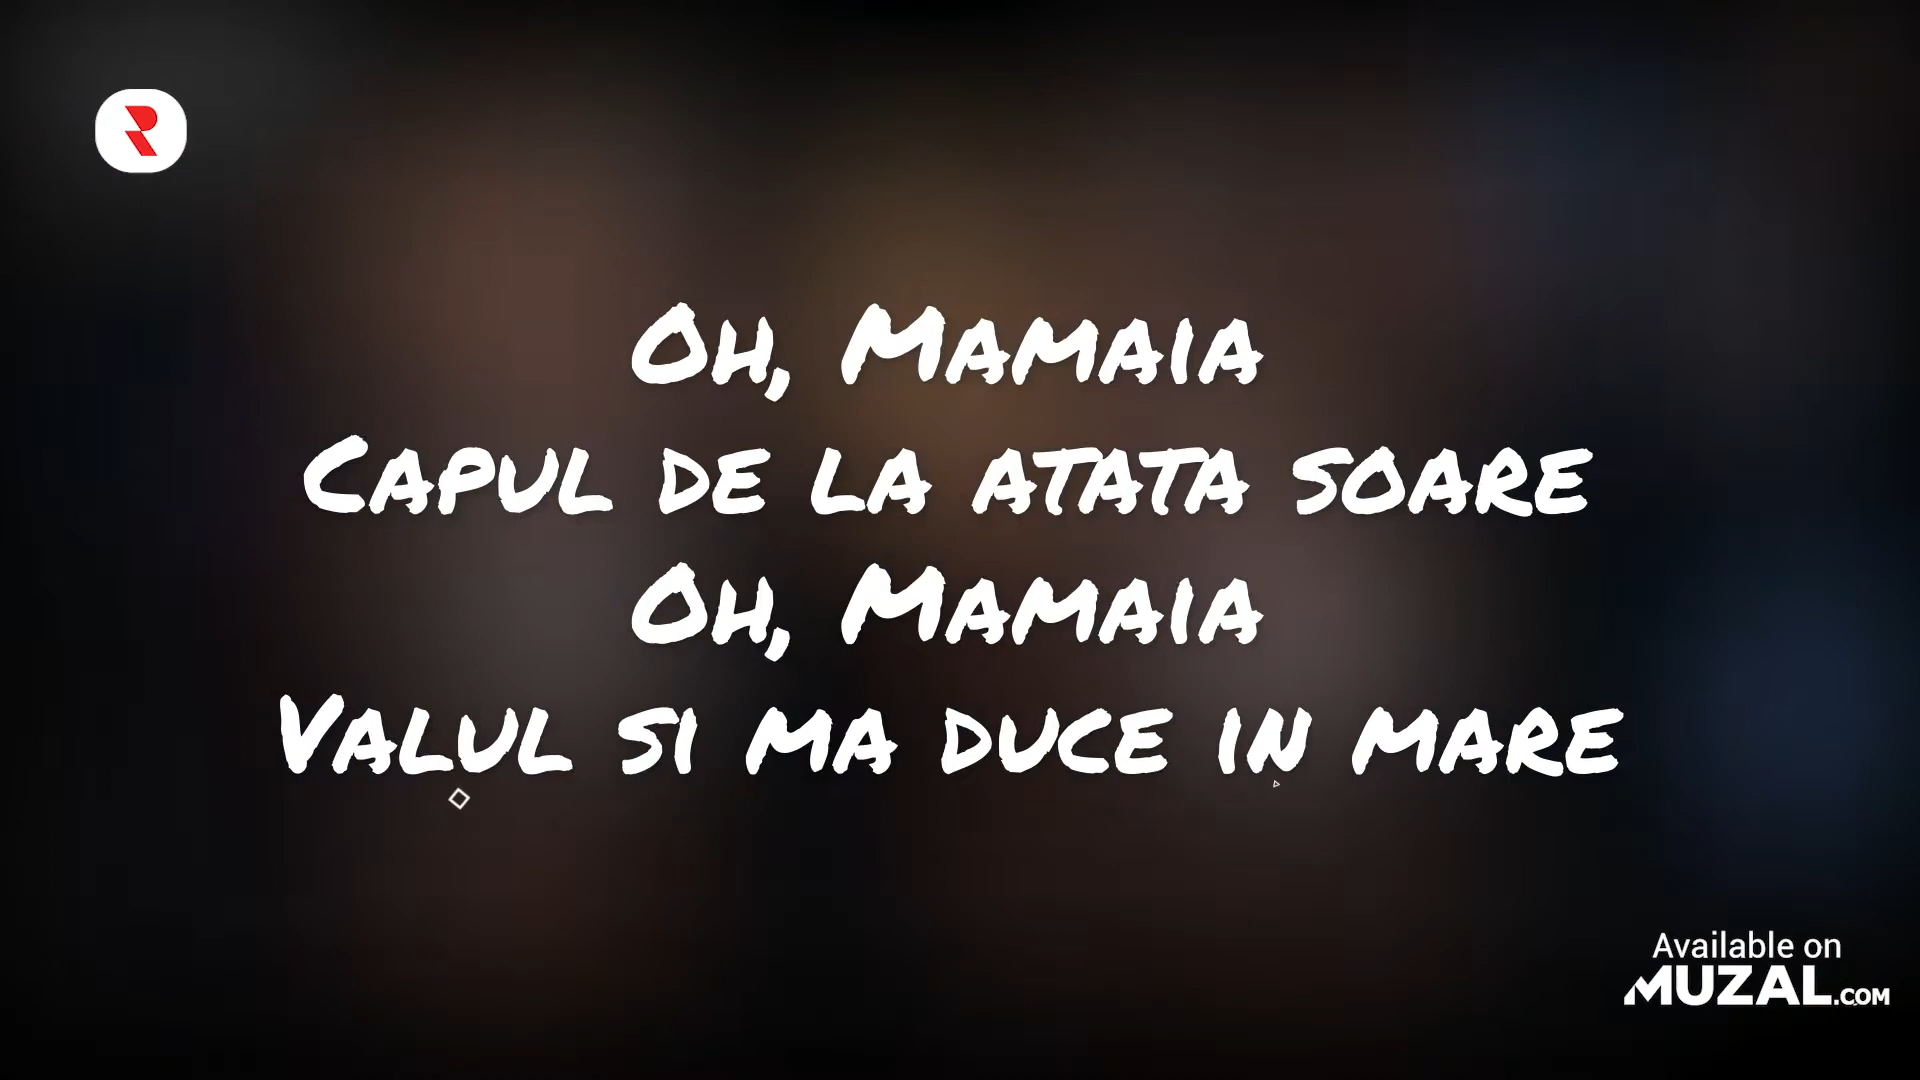 R
Oh, Mamaia
Capul de la atata soare
Oh, Mamaia
Valul si ma duce in mare
Available on
MUZAL.COM